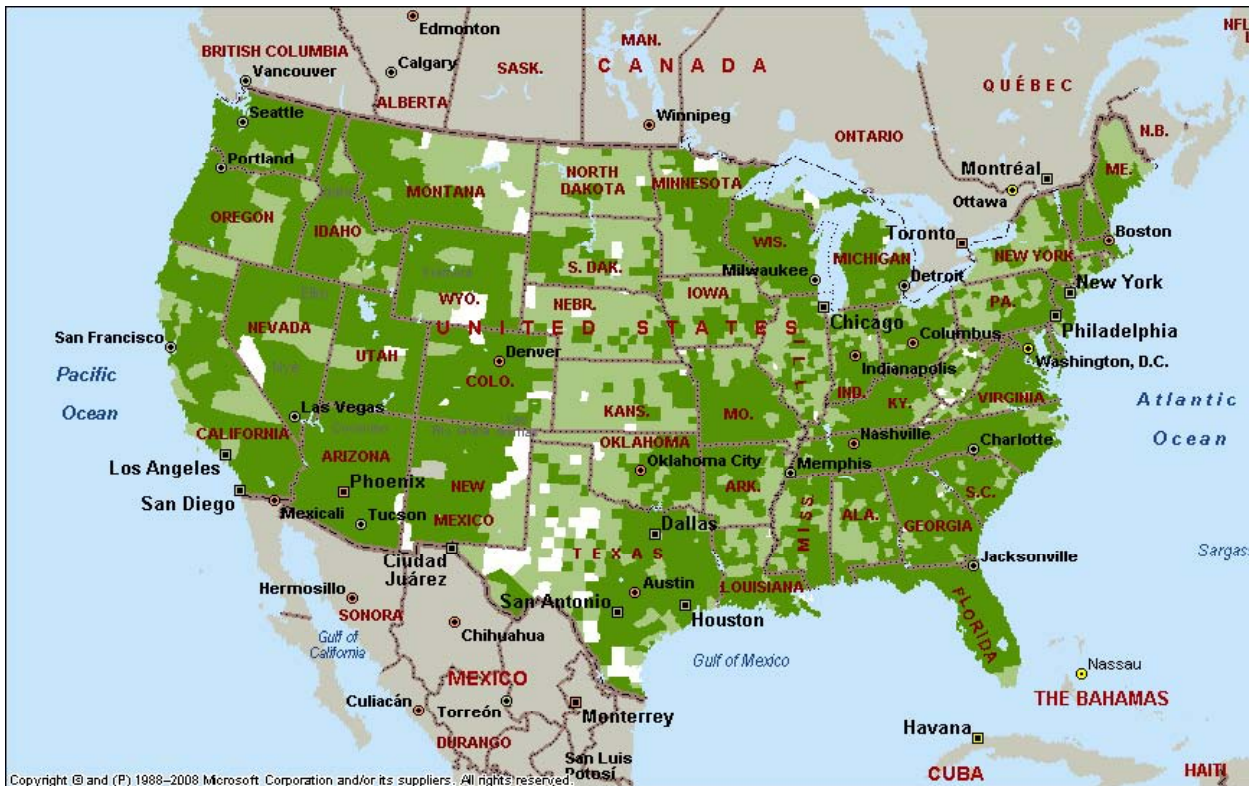 Edmonton
MAN.
CANADA
NFL
BRITISH COLUMBIA
Calgary
SASK.
QUÉBEC
Vancouver
ALBERTA
Winnipeg
ONTARIO
N.B.
Seattle
Montréal
ME.
Portland
MONTANA
NORTH
DAKOTA
MINNESOTA
Ottawa
OREGON
IDAHO
Toronto
Boston
WIS.
MICHIGAN
NEW YORK
S. DAK.
Milwaukee
Detroit
New York
WYO.
NEBR.
IOWA
PA.
UNITED STATES
Chicago
Columbus
Philadelphia
San Francisco
NEVADA
UTAH
Denver
ILL
Indianapolis
Washington, D.C.
Pacific
Ocean
COLO.
KANS.
MO.
IND.
KY.
VIRGINIA
Atlantic
Ocean
Las Vegas
CALIFORNIA
ARIZONA
OKLAHOMA
Nashville
Charlotte
Los Angeles
Oklahoma City
Memphis
Phoenix
NEW
MEXICO
ARK.
MISS
ALA.
S.C.
GEORGIA
San Diego
Mexicali
Tucson
Dallas
TEXAS
Ciudad
Juárez
Jacksonville
Sargass
Hermosillo
SONORA
Austin
LOUISIANA
San Antonio
Houston
FLORIDA
Chihuahua
Gulf of
California
Gulf of Mexico
Nassau
MEXICO
THE BAHAMAS
Culiacán
Torreón
Monterrey
Havana
DURANGO
San Luis
Potosí
CUBA
HAITI
Copyright © and (P) 1988–2008 Microsoft Corporation and/or its suppliers. All rights reserved.